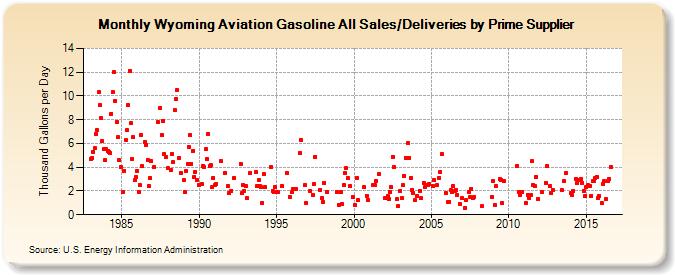 Monthly Wyoming Aviation Gasoline All Sales/Deliveries by Prime Supplier
Thousand Gallons per Day
14
12
10
8
6
4
2
0
1985 1990 1995 2000 2005 2010 2015
Source: U.S. Energy Information Administration